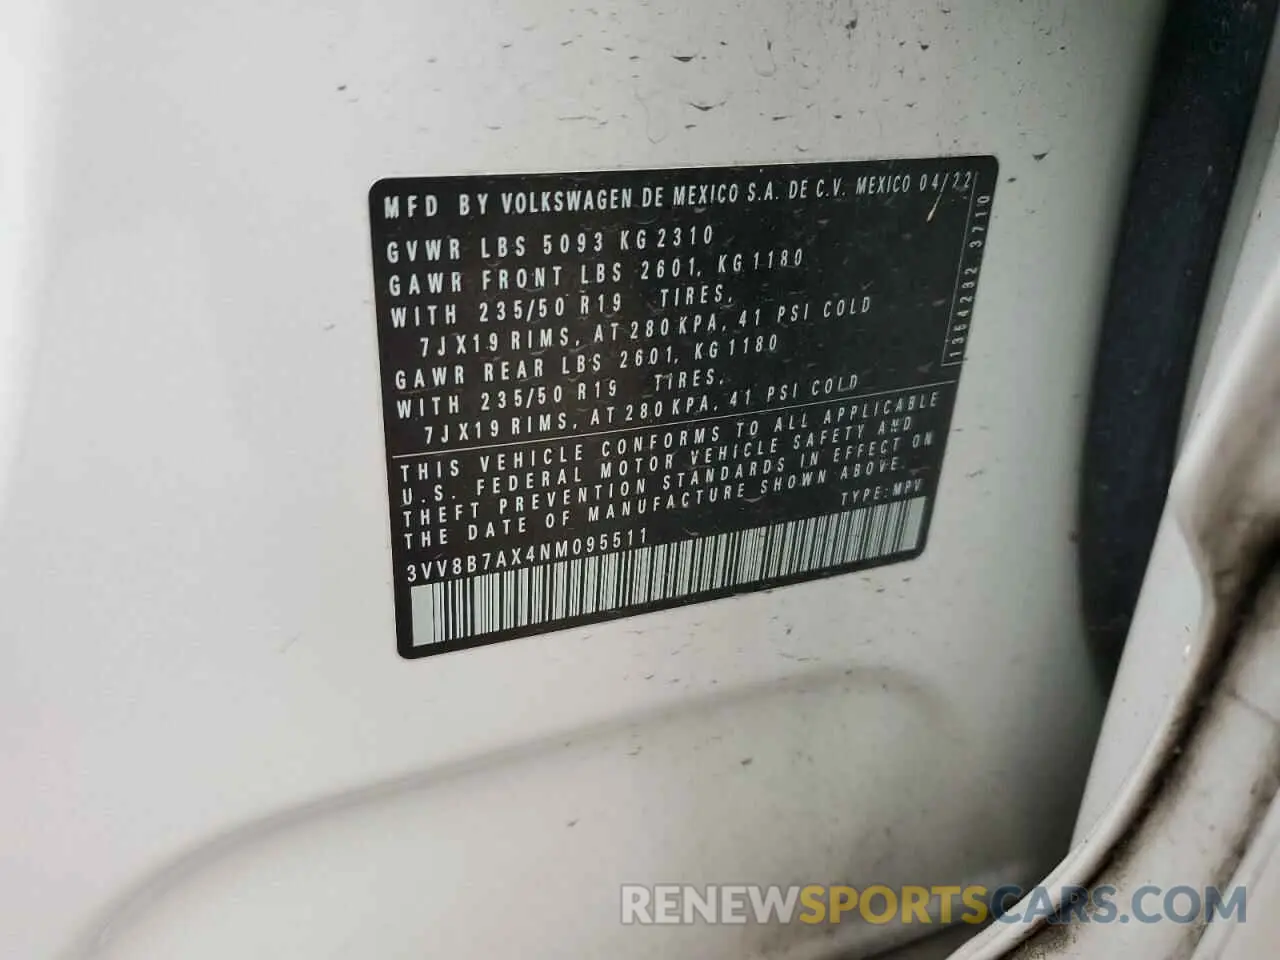 MFD BY VOLKSWAGEN DE MEXICO S.A. DE C.V. MEXICO 04/22
GVWR LBS 5093 KG 2310
GAWR FRONT LBS 2601, KG 1180
WITH 235/50 R19 TIRES,
7JX19 RIMS, AT 280 KPA, 41 PSI COLD
GAWR REAR LBS 2601, KG 1180
WITH 235/50 R19 TIRES,
7JX19 RIMS, AT 280 KPA, 41 PSI COLD
1364232 3710
THIS VEHICLE CONFORMS TO ALL APPLICABLE
U.S. FEDERAL MOTOR VEHICLE SAFETY AND
THEFT PREVENTION STANDARDS IN EFFECT ON
THE DATE OF MANUFACTURE SHOWN ABOVE.
3VV8B7AX4NM095511 TYPE: MPV
RENEWSPORTSCARS.COM